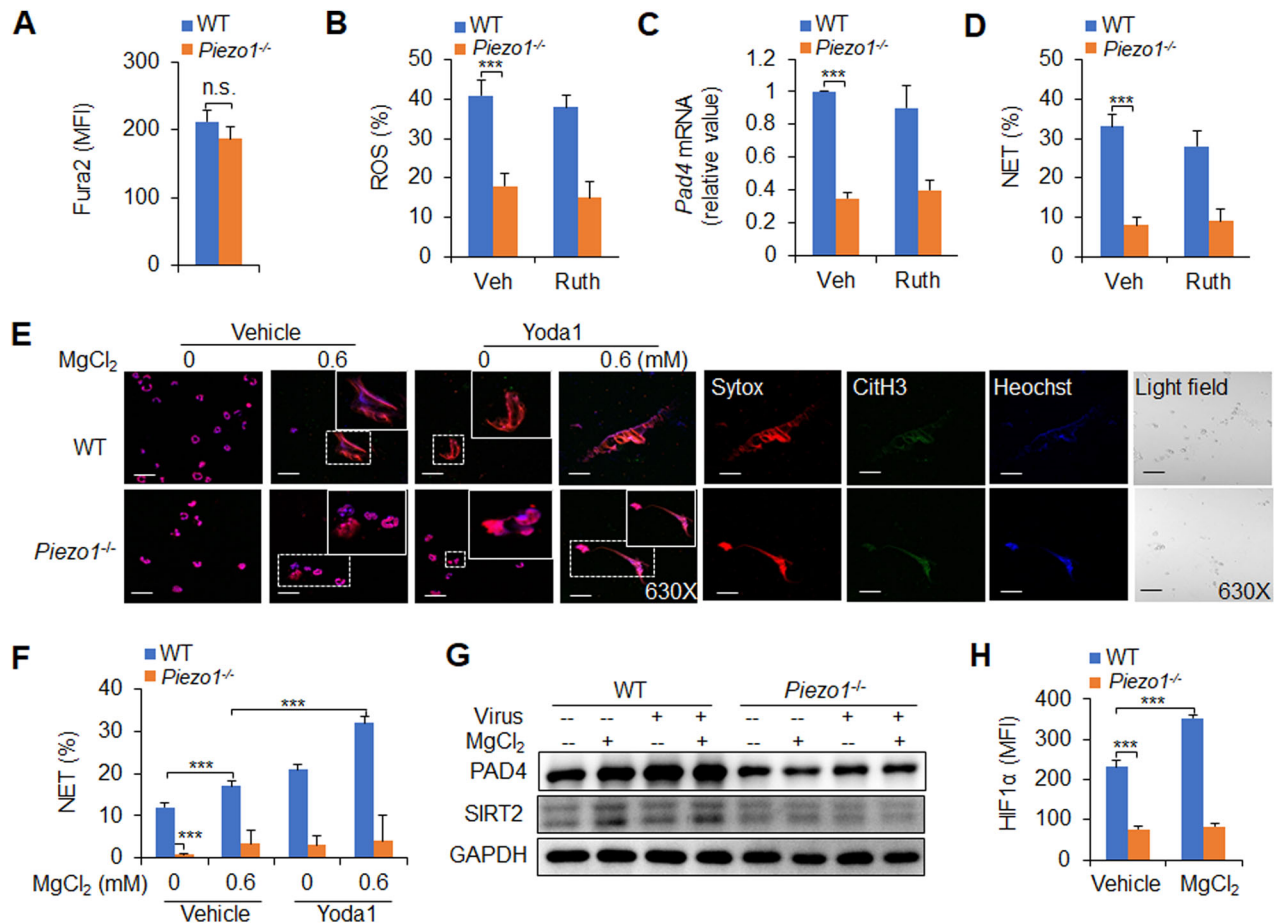 A
WT
Piezo1-/-
n.s.
Fura2 (MFI)
300
200
100
0
B
WT
Piezo1-/-
***
ROS (%)
50
40
30
20
10
0
Veh
Ruth
C
WT
Piezo1-/-
***
Pad4 mRNA
(relative value)
1.2
1
0.8
0.6
0.4
0.2
0
Veh
Ruth
D
WT
Piezo1-/-
***
NET (%)
50
40
30
20
10
0
Veh
Ruth
E
Vehicle
Yoda1
MgCl2
0
0.6
0
0.6 (mM)
WT
Sytox
CitH3
Heochst
Light field
Piezo1-/-
630X
630X
F
WT
Piezo1-/-
***
***
***
NET (%)
40
30
20
10
0
MgCl2 (mM)
0
0.6
0
0.6
Vehicle
Yoda1
G
WT
Piezo1-/-
Virus
-- -- + + -- -- + +
MgCl2
-- + -- + -- + -- +
PAD4
SIRT2
GAPDH
H
WT
Piezo1-/-
***
***
HIF1α (MFI)
400
300
200
100
0
Vehicle
MgCl2